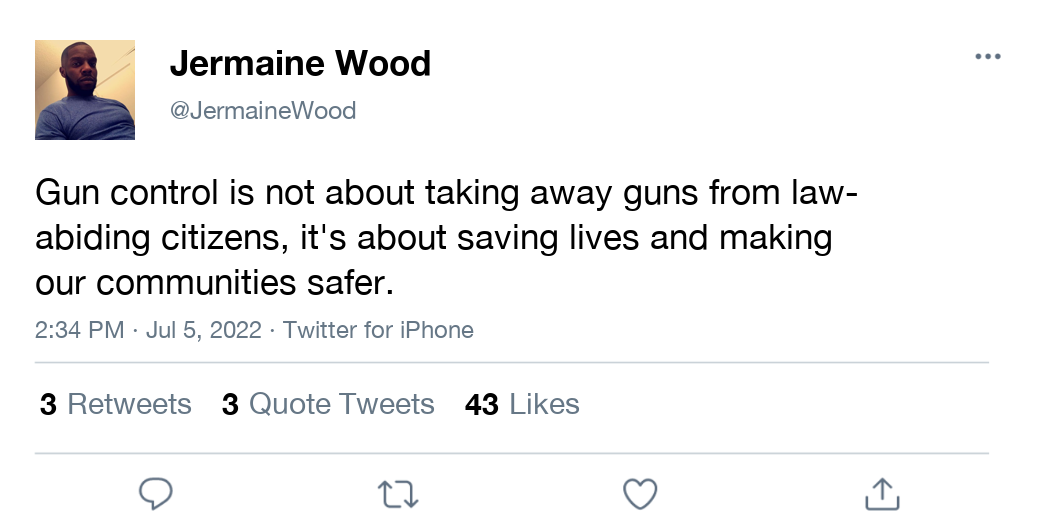 Jermaine Wood
@JermaineWood
Gun control is not about taking away guns from law-
abiding citizens, it's about saving lives and making
our communities safer.
2:34 PM · Jul 5, 2022 · Twitter for iPhone
3 Retweets 3 Quote Tweets 43 Likes